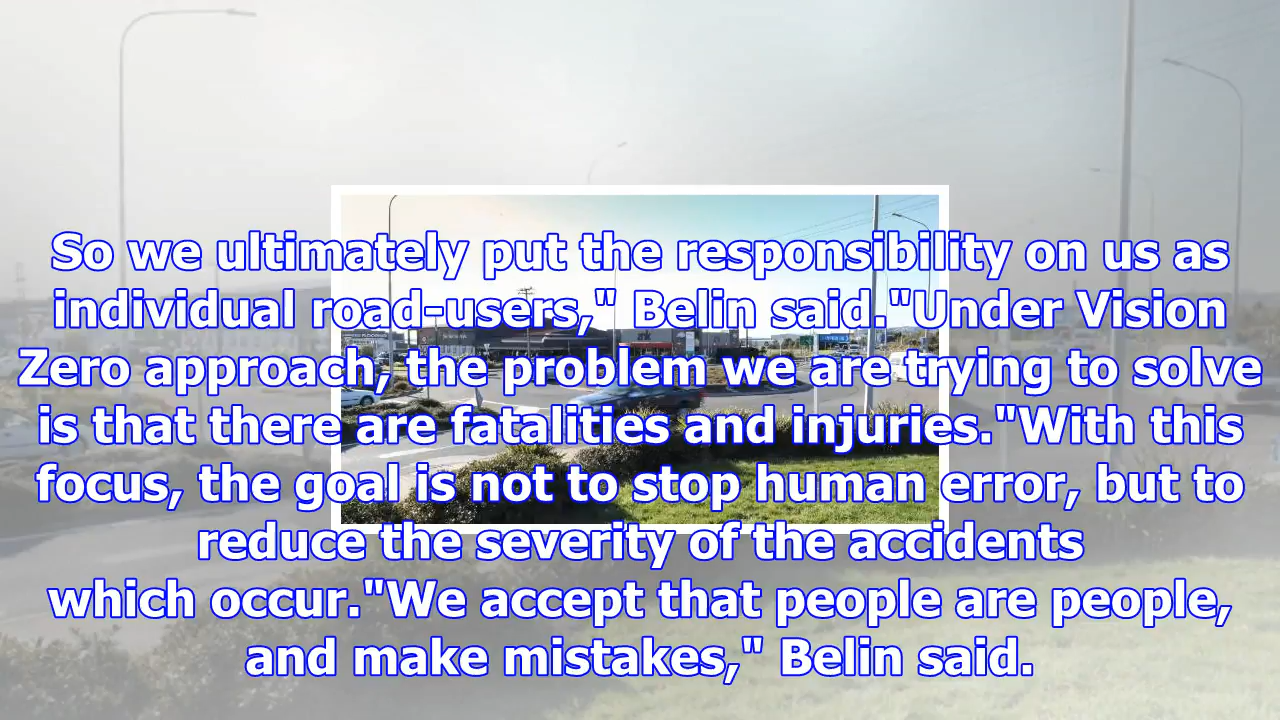 So we ultimately put the responsibility on us as
individual road-users," Belin said."Under Vision
Zero approach, the problem we are trying to solve
is that there are fatalities and injuries."With this
focus, the goal is not to stop human error, but to
reduce the severity of the accidents
which occur."We accept that people are people,
and make mistakes," Belin said.